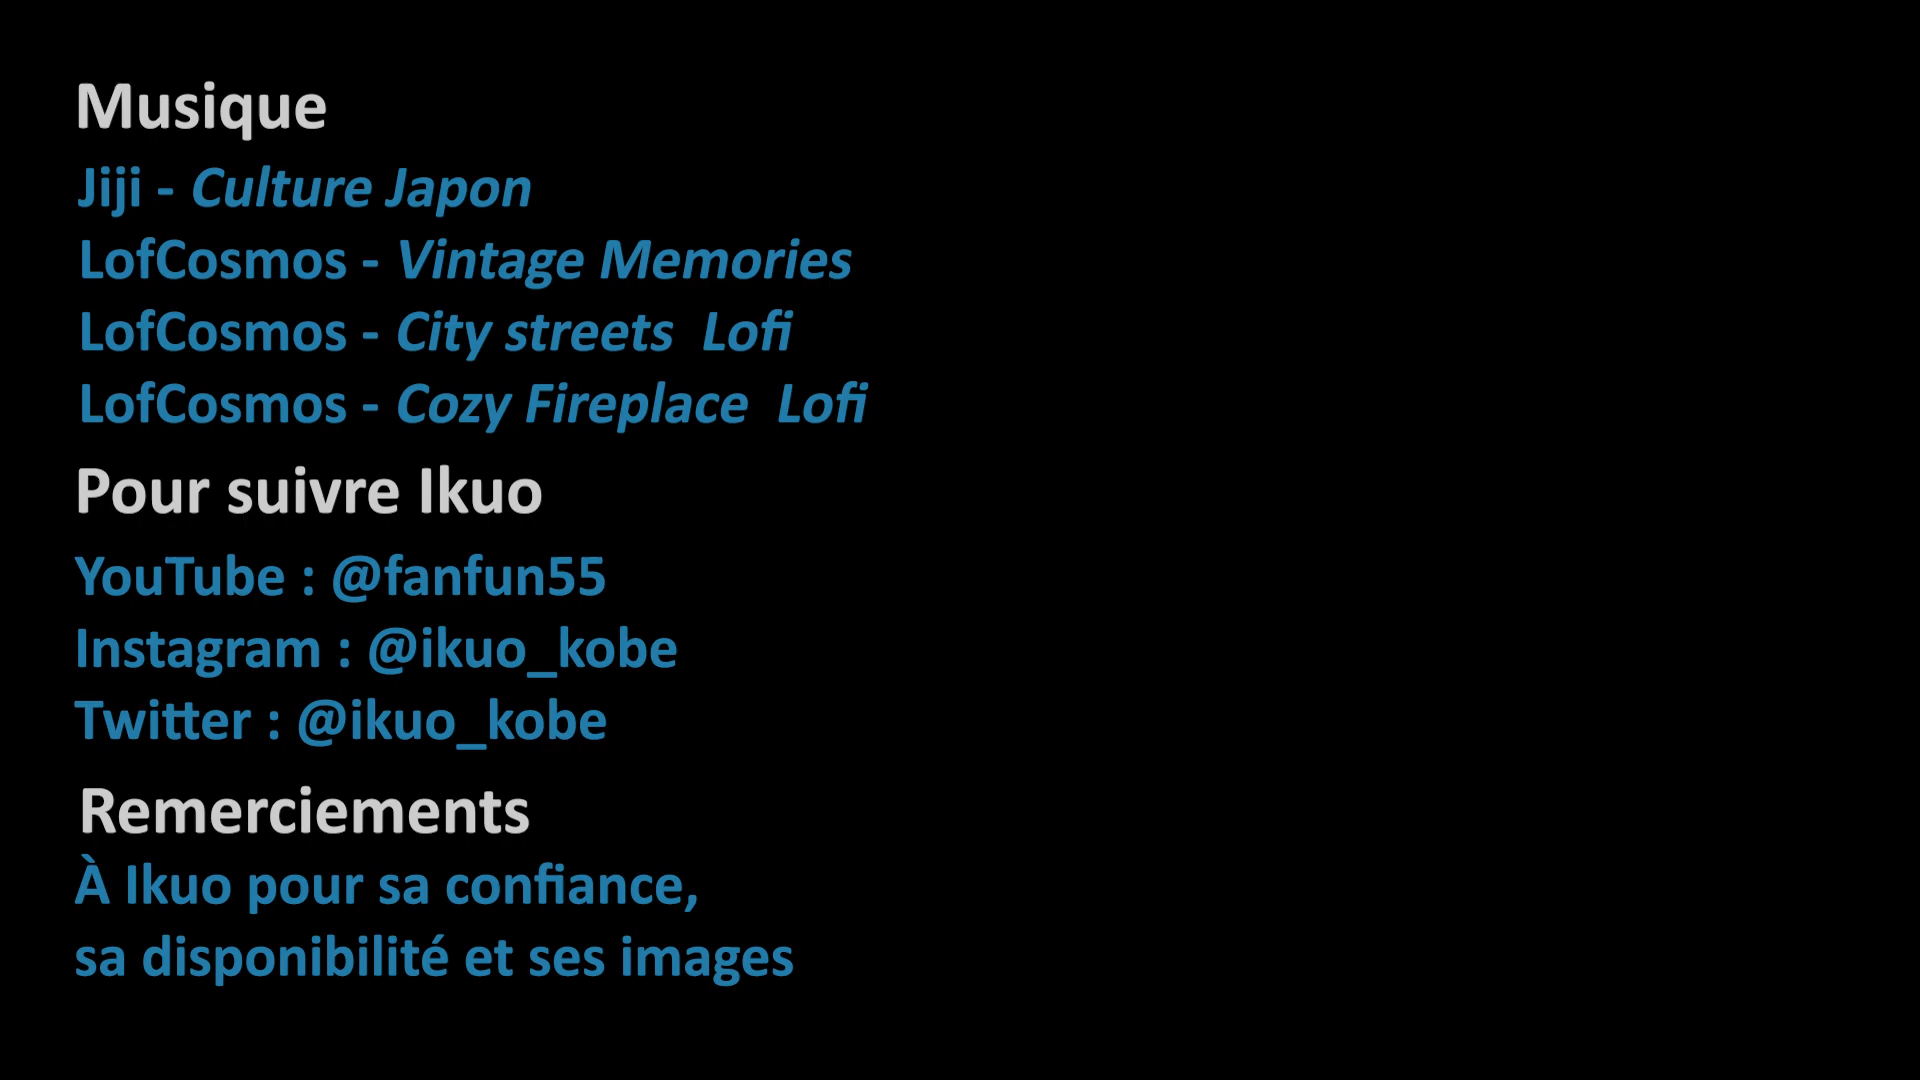 Musique
Jiji - Culture Japon
LofCosmos - Vintage Memories
LofCosmos - City streets  Lofi
LofCosmos - Cozy Fireplace  Lofi
Pour suivre Ikuo
YouTube : @fanfun55
Instagram : @ikuo_kobe
Twitter : @ikuo_kobe
Remerciements
À Ikuo pour sa confiance,
sa disponibilité et ses images